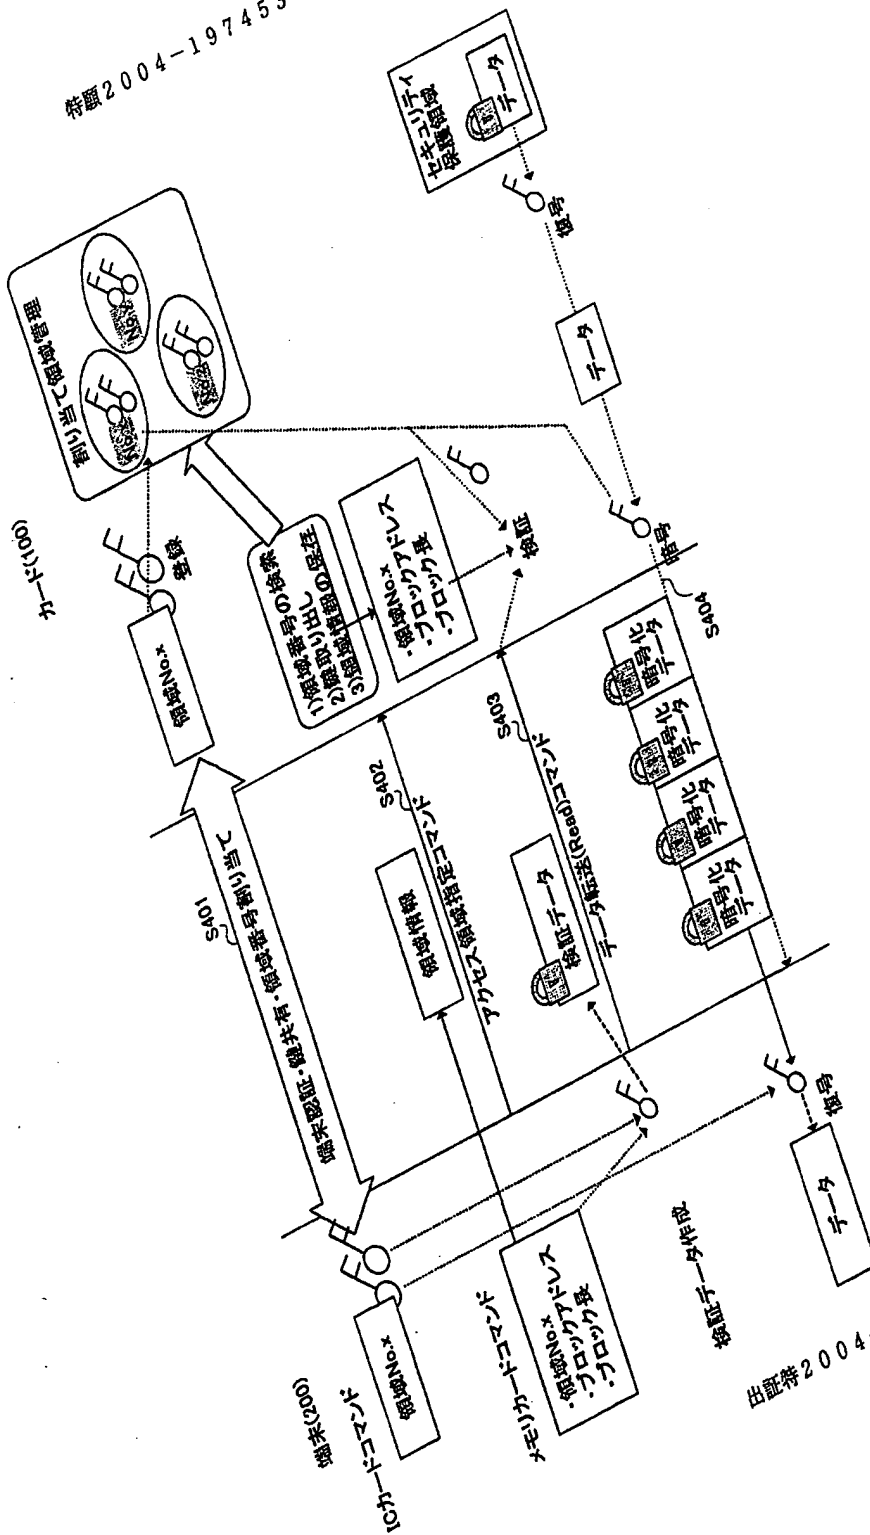 特願2004-197453
カード(100)
割り当て領域管理
領域No.x
登録
端末認証・鍵共有・領域番号割り当て
S401
1)領域番号の検索
2)鍵取り出し
3)領域情報の保存
・領域No.x
・ブロックアドレス
・ブロック長
検証
領域情報
S402
アクセス領域指定コマンド
検証データ
S403
データ転送(Read)コマンド
セキュリティ
保護領域
データ
復号
データ
暗号
S404
暗号化
データ
暗号化
データ
暗号化
データ
暗号化
データ
端末(200)
ICカードコマンド
領域No.x
メモリカードコマンド
・領域No.x
・ブロックアドレス
・ブロック長
検証データ作成
復号
データ
出証特2004-